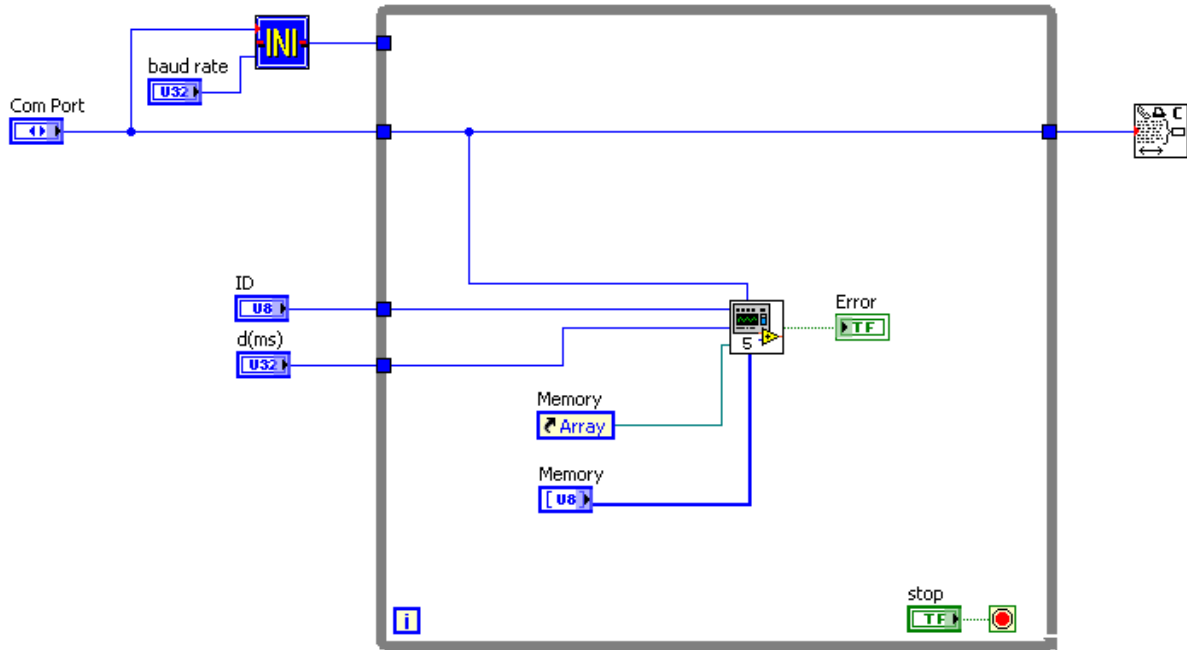 INI
baud rate
U32
Com Port
C
ID
U8
d(ms)
U32
5
Error
TF
Memory
Array
Memory
[U8]
i
stop
TF